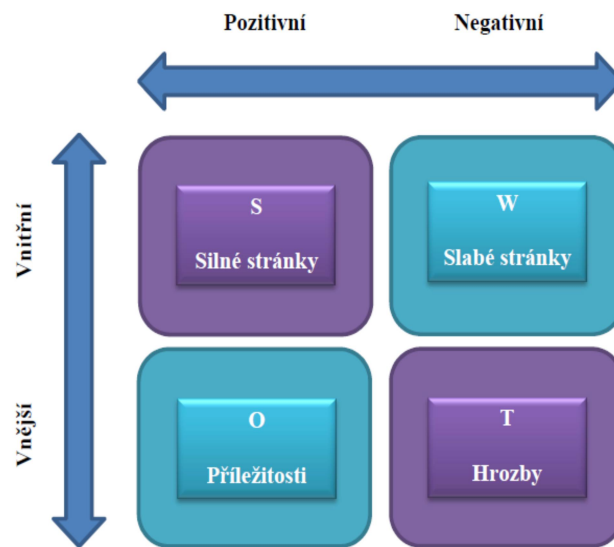 Pozitivní
Negativní
Vnitřní
S
Silné stránky
W
Slabé stránky
Vnější
O
Příležitosti
T
Hrozby